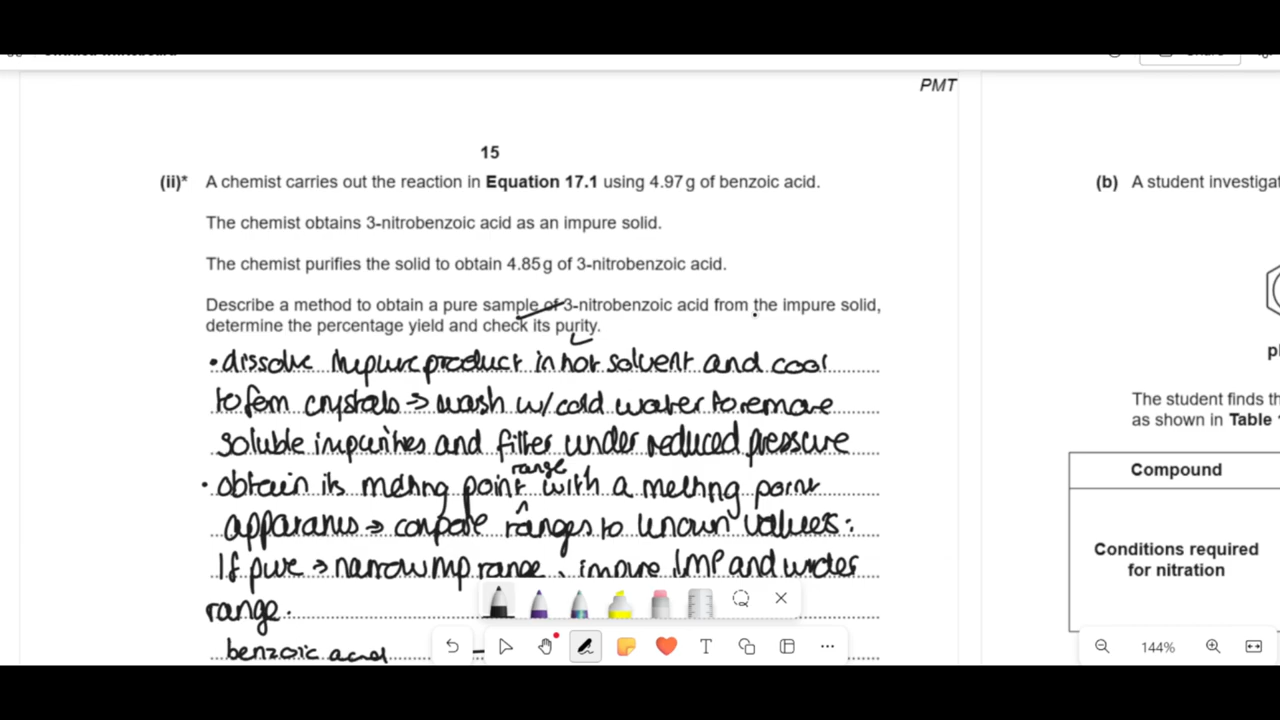 PMT
15
(ii)* A chemist carries out the reaction in Equation 17.1 using 4.97 g of benzoic acid.
The chemist obtains 3-nitrobenzoic acid as an impure solid.
The chemist purifies the solid to obtain 4.85 g of 3-nitrobenzoic acid.
Describe a method to obtain a pure sample of 3-nitrobenzoic acid from the impure solid,
determine the percentage yield and check its purity.
• dissolve impure product in hot solvent and cool
to form crystals → wash w/ cold water to remove
soluble impurities and filter under reduced pressure
range
• obtain its melting point ^ with a melting point
apparatus → compare ranges to known values:
If pure → narrow mp range, impure ↓MP and wider
range.
benzoic acid
(b) A student investigat
The student finds th
as shown in Table
Compound
Conditions required
for nitration
144%